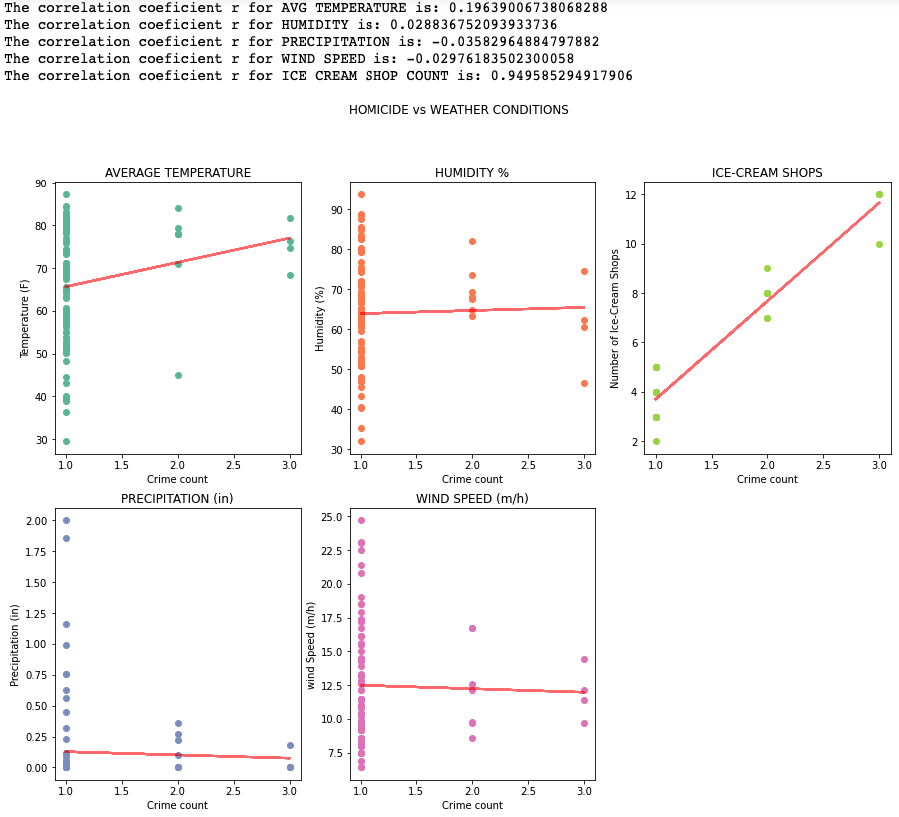 The correlation coeficient r for AVG TEMPERATURE is: 0.19639006738068288
The correlation coeficient r for HUMIDITY is: 0.028836752093933736
The correlation coeficient r for PRECIPITATION is: -0.03582964884797882
The correlation coeficient r for WIND SPEED is: -0.02976183502300058
The correlation coeficient r for ICE CREAM SHOP COUNT is: 0.949585294917906
HOMICIDE vs WEATHER CONDITIONS
AVERAGE TEMPERATURE
90
80
70
60
50
40
30
Temperature (F)
1.0 1.5 2.0 2.5 3.0
Crime count
HUMIDITY %
90
80
70
60
50
40
30
Humidity (%)
1.0 1.5 2.0 2.5 3.0
Crime count
ICE-CREAM SHOPS
12
10
8
6
4
2
Number of Ice-Cream Shops
1.0 1.5 2.0 2.5 3.0
Crime count
PRECIPITATION (in)
2.00
1.75
1.50
1.25
1.00
0.75
0.50
0.25
0.00
Precipitation (in)
1.0 1.5 2.0 2.5 3.0
Crime count
WIND SPEED (m/h)
25.0
22.5
20.0
17.5
15.0
12.5
10.0
7.5
wind Speed (m/h)
1.0 1.5 2.0 2.5 3.0
Crime count